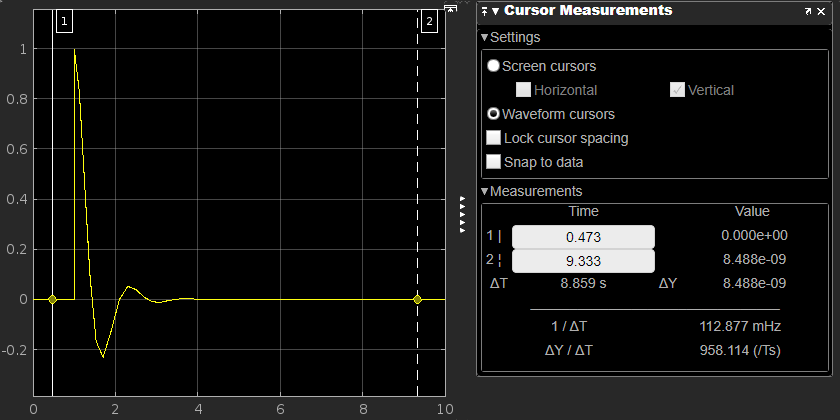 1
2
1
0.8
0.6
0.4
0.2
0
-0.2
0 2 4 6 8 10
Cursor Measurements
Settings
Screen cursors
Horizontal Vertical
Waveform cursors
Lock cursor spacing
Snap to data
Measurements
Time Value
1 | 0.473 0.000e+00
2 ¦ 9.333 8.488e-09
ΔT 8.859 s ΔY 8.488e-09
1 / ΔT 112.877 mHz
ΔY / ΔT 958.114 (/Ts)